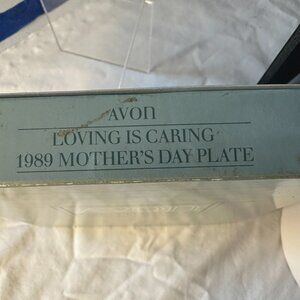 AVON
LOVING IS CARING
1989 MOTHER'S DAY PLATE